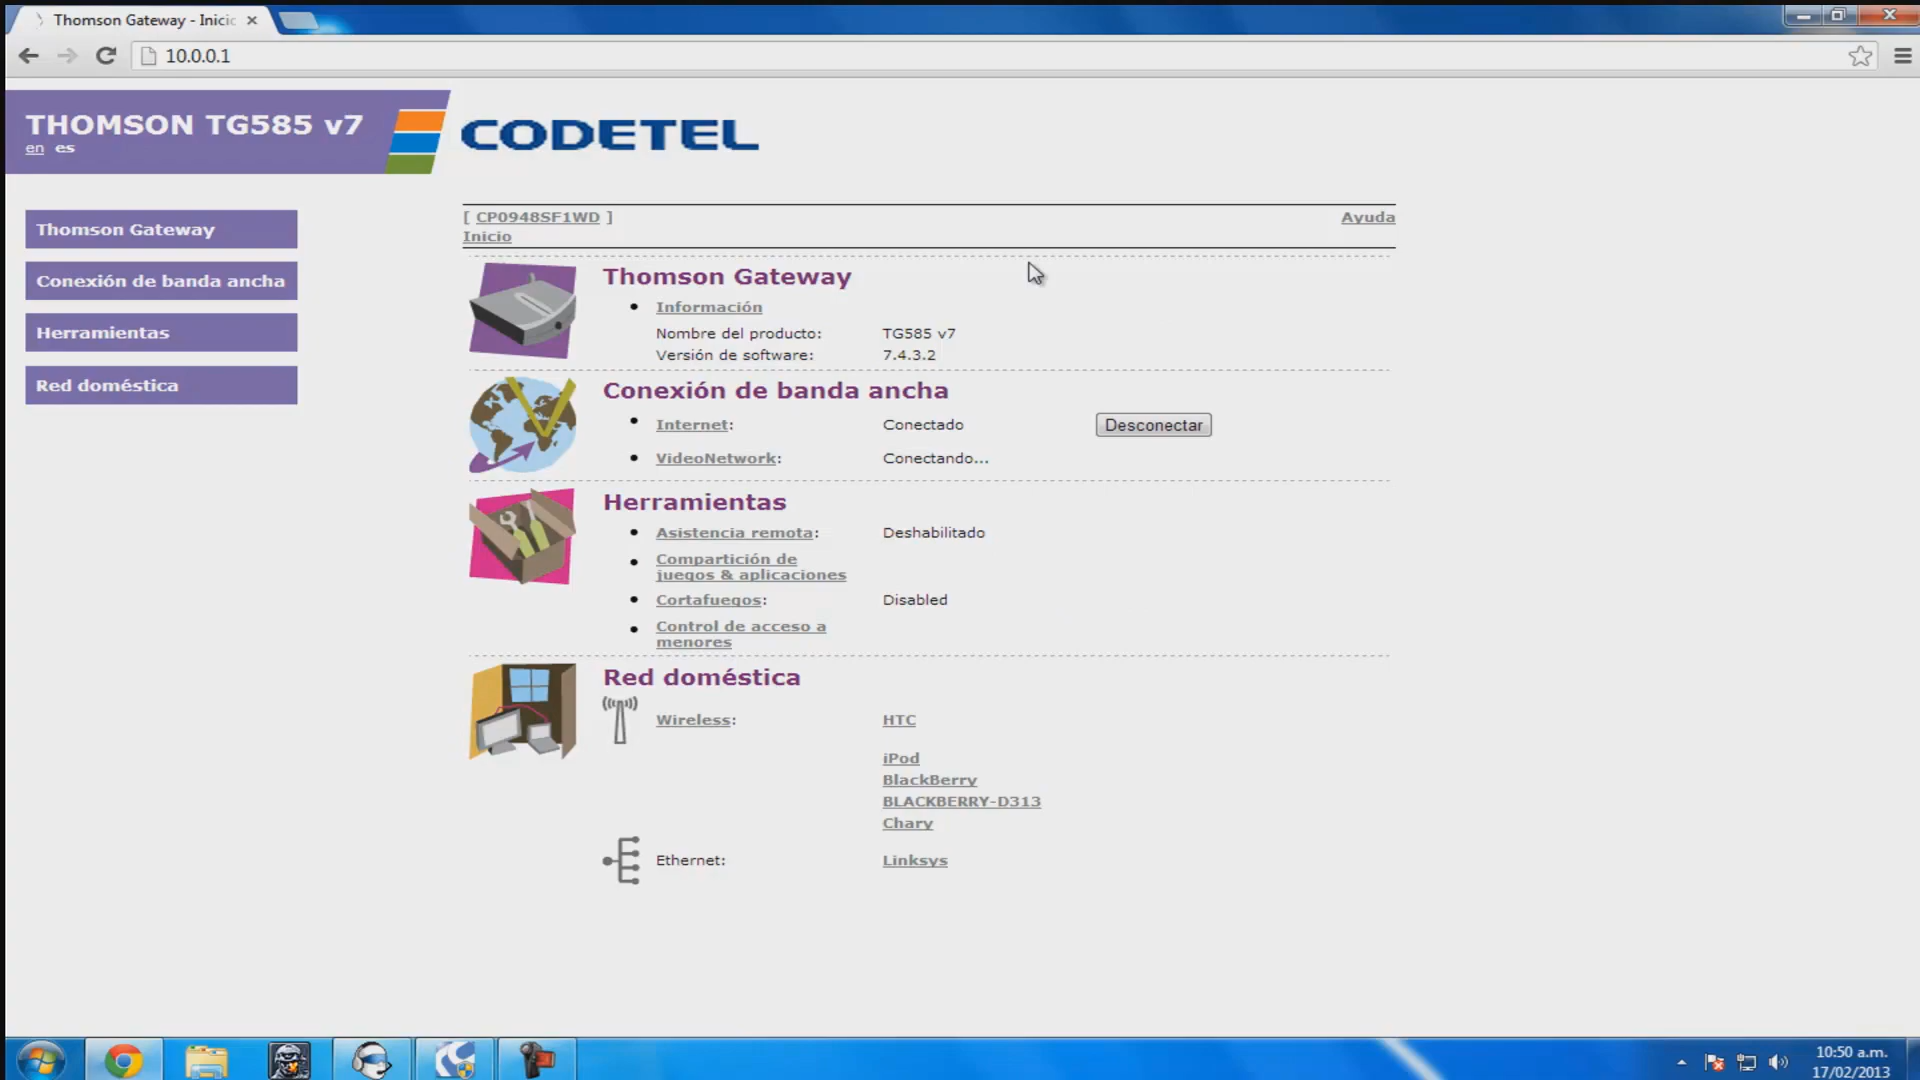 Thomson Gateway - Inicio
10.0.0.1
THOMSON TG585 v7
en es
CODETEL
Thomson Gateway
Conexión de banda ancha
Herramientas
Red doméstica
[ CP0948SF1WD ]
Ayuda
Inicio
Thomson Gateway
Información
Nombre del producto: TG585 v7
Versión de software: 7.4.3.2
Conexión de banda ancha
Internet: Conectado Desconectar
VideoNetwork: Conectando...
Herramientas
Asistencia remota: Deshabilitado
Compartición de
juegos & aplicaciones
Cortafuegos: Disabled
Control de acceso a
menores
Red doméstica
Wireless: HTC
iPod
BlackBerry
BLACKBERRY-D313
Chary
Ethernet: Linksys
10:50 a.m.
17/02/2013